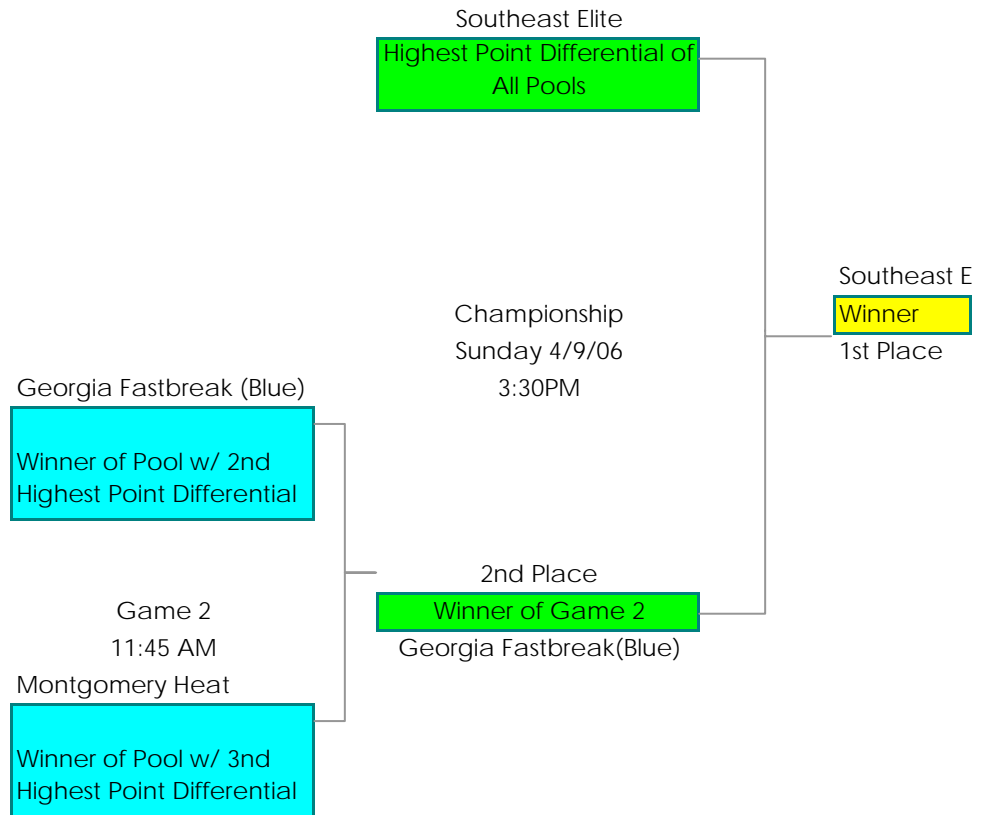 Southeast Elite
Highest Point Differential of
All Pools
Southeast E
Winner
1st Place
Championship
Sunday 4/9/06
3:30PM
Georgia Fastbreak (Blue)
Winner of Pool w/ 2nd
Highest Point Differential
2nd Place
Winner of Game 2
Georgia Fastbreak(Blue)
Game 2
11:45 AM
Montgomery Heat
Winner of Pool w/ 3nd
Highest Point Differential